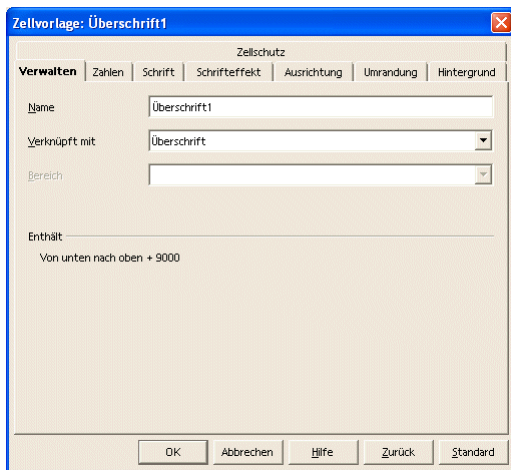 Zellvorlage: Überschrift1
Zellschutz
Verwalten Zahlen Schrift Schrifteffekt Ausrichtung Umrandung Hintergrund
Name Überschrift1
Verknüpft mit Überschrift
Bereich
Enthält
Von unten nach oben + 9000
OK Abbrechen Hilfe Zurück Standard